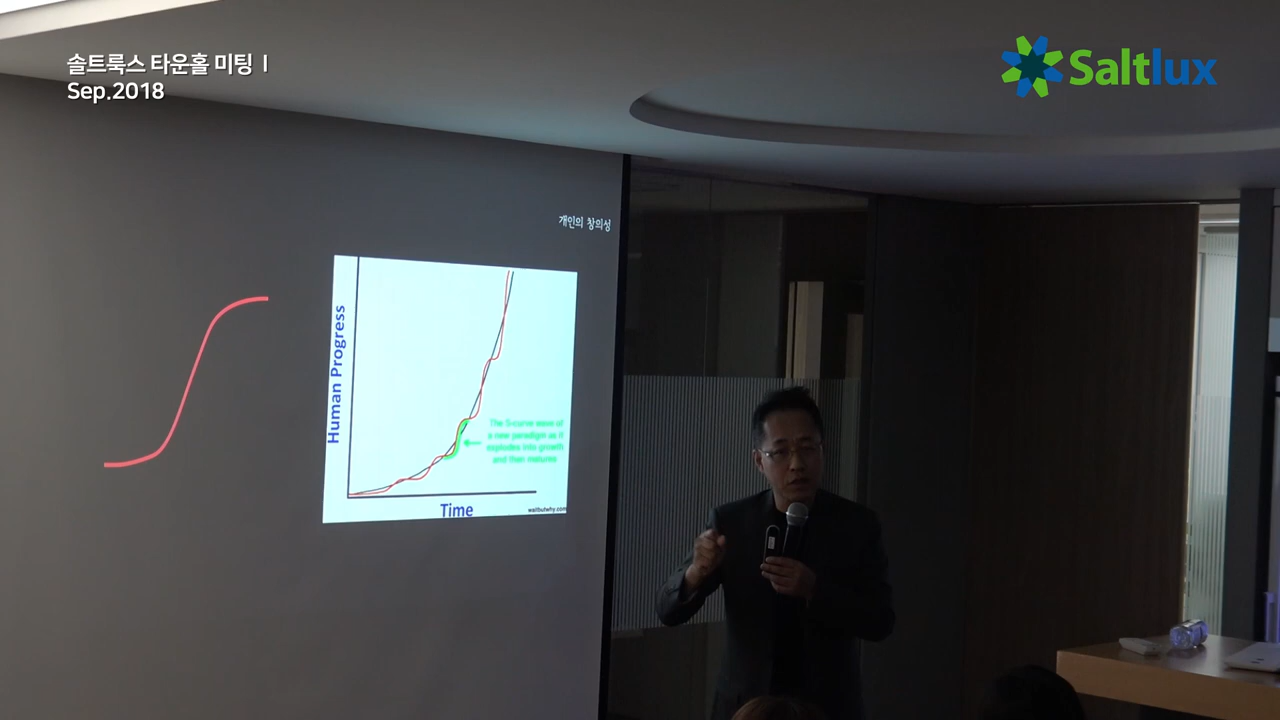 솔트룩스 타운홀 미팅 I
Sep.2018
Saltlux
개인의 창의성
Human Progress
The S-curve wave of
a new paradigm as it
explodes into growth
and then matures
Time
waitbutwhy.com